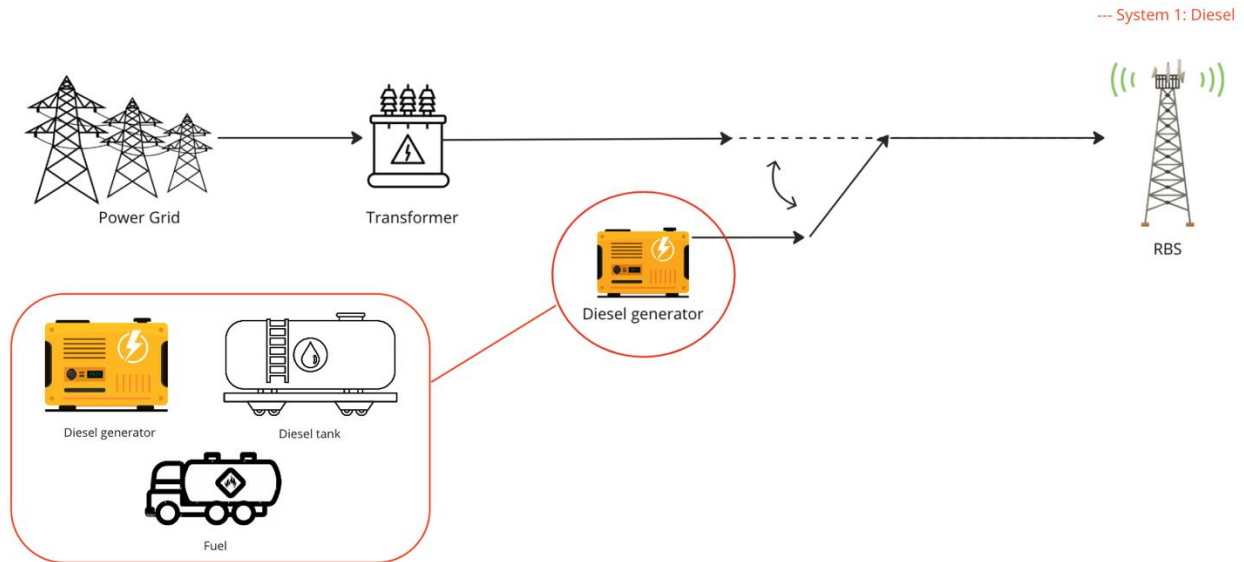 --- System 1: Diesel
Power Grid
Transformer
RBS
Diesel generator
Diesel generator
Diesel tank
Fuel